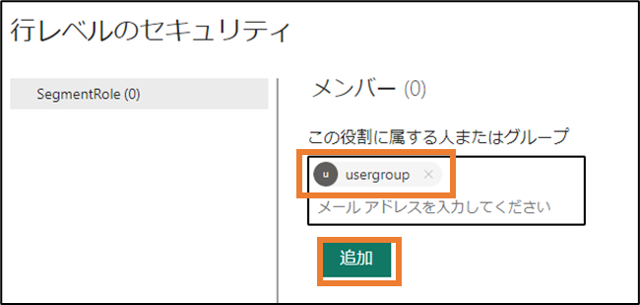 行レベルのセキュリティ
SegmentRole (0)
メンバー (0)
この役割に属する人またはグループ
u usergroup ×
メール アドレスを入力してください
追加